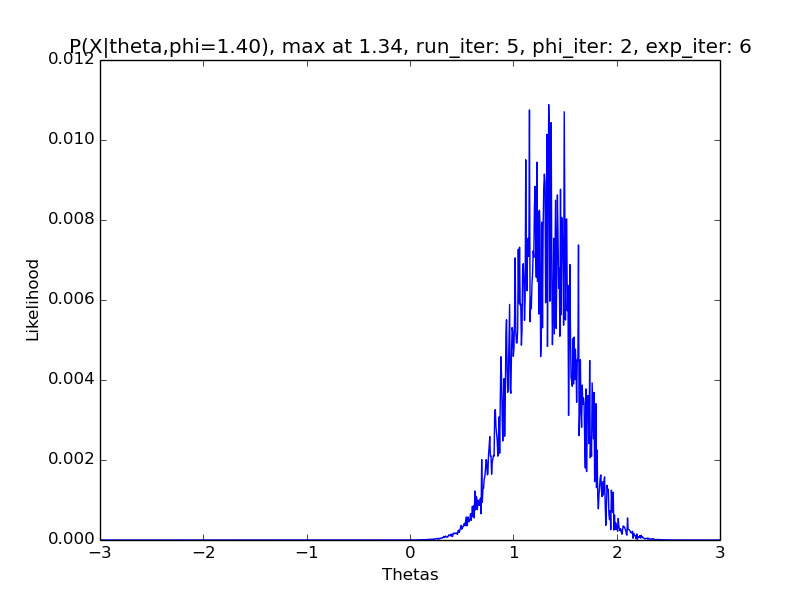 P(X|theta,phi=1.40), max at 1.34, run_iter: 5, phi_iter: 2, exp_iter: 6
0.012
0.010
0.008
0.006
0.004
0.002
0.000
Likelihood
−3 −2 −1 0 1 2 3
Thetas